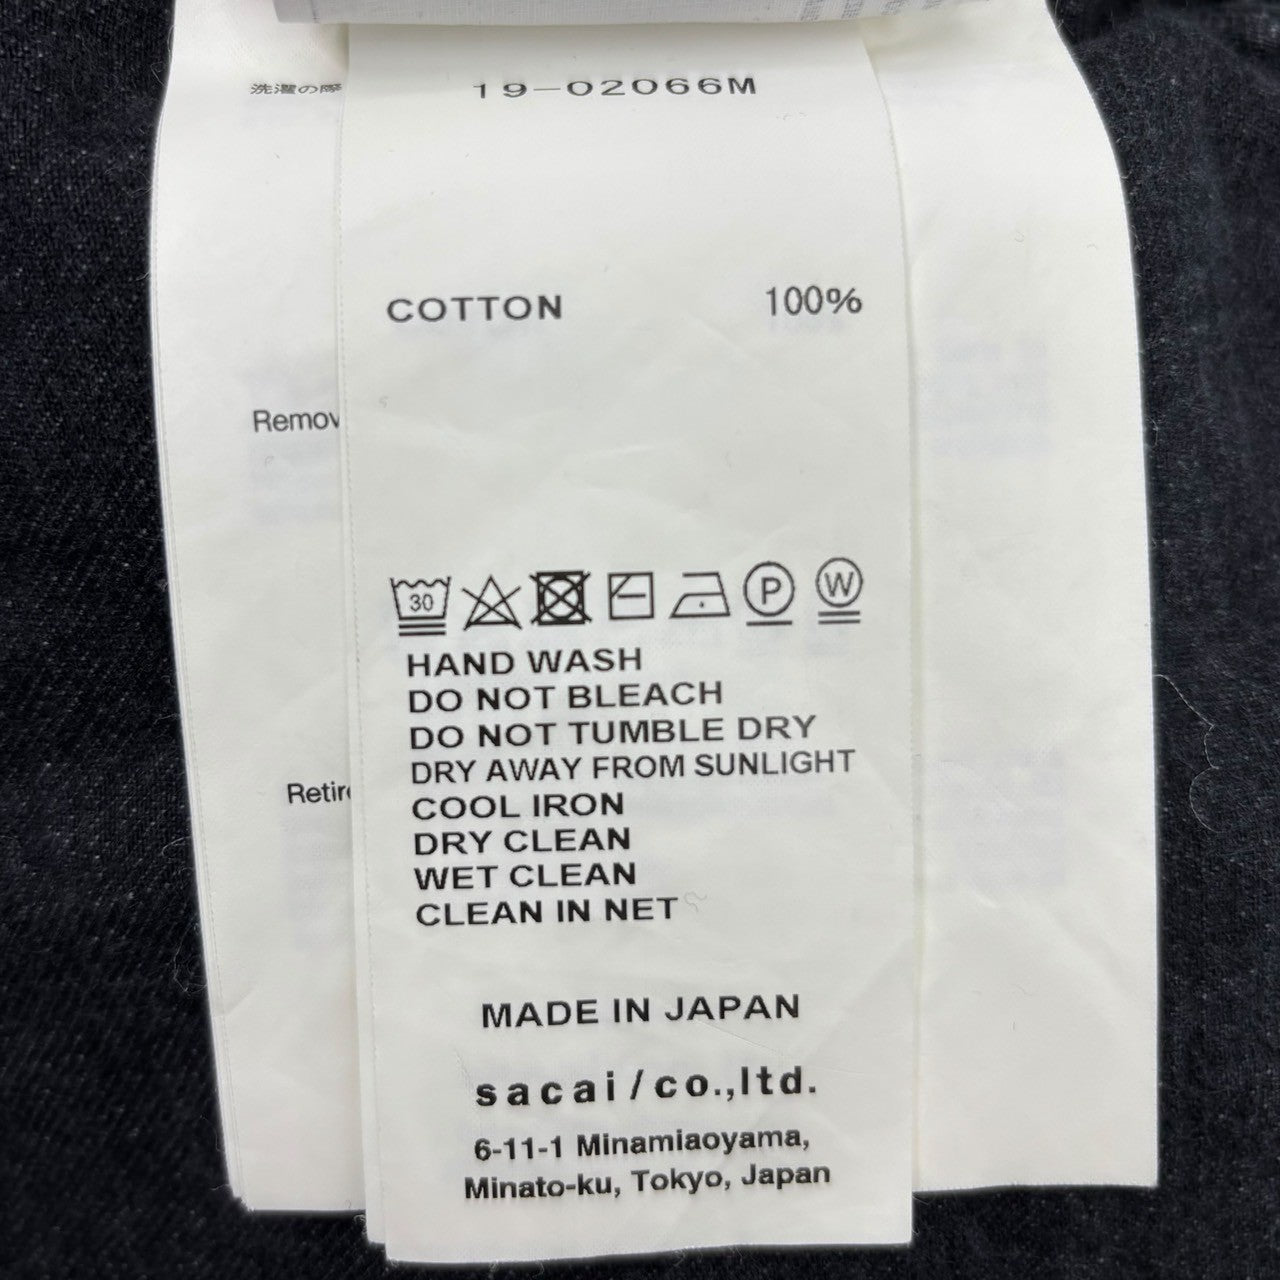 洗濯の際
19-02066M
COTTON 100%
Remov
30 P W
HAND WASH
DO NOT BLEACH
DO NOT TUMBLE DRY
DRY AWAY FROM SUNLIGHT
Retire
COOL IRON
DRY CLEAN
WET CLEAN
CLEAN IN NET
MADE IN JAPAN
sacai/co.,ltd.
6-11-1 Minamiaoyama,
Minato-ku, Tokyo, Japan